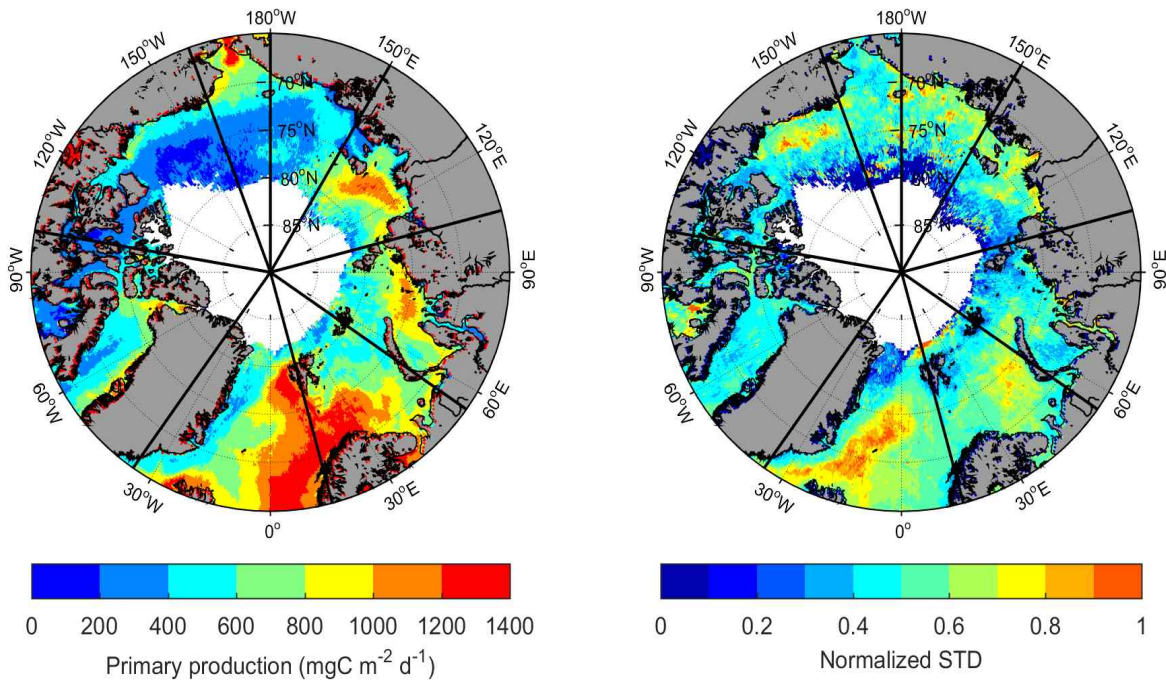 180°W
150°W
150°E
70°N
75°N
80°N
85°N
120°W
120°E
90°W
90°E
60°W
60°E
30°W
30°E
0°
0 200 400 600 800 1000 1200 1400
Primary production (mgC m⁻² d⁻¹)
180°W
150°W
150°E
70°N
75°N
80°N
85°N
120°W
120°E
90°W
90°E
60°W
60°E
30°W
30°E
0°
0 0.2 0.4 0.6 0.8 1
Normalized STD